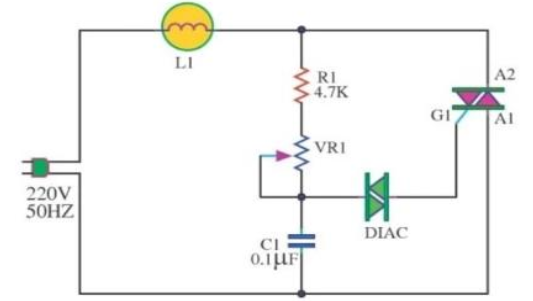 L1
R1
4.7K
A2
G1
A1
VR1
220V
50HZ
DIAC
C1
0.1µF